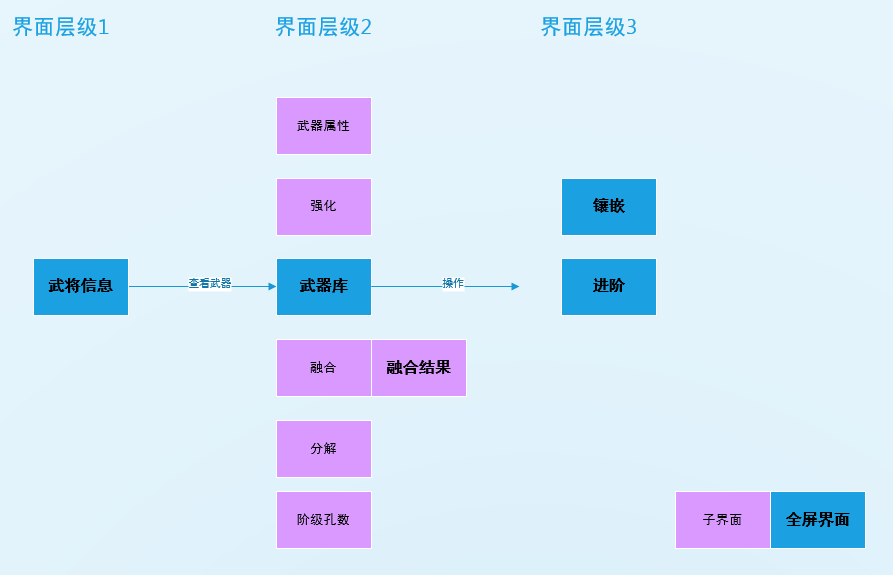 界面层级1
界面层级2
界面层级3
武器属性
强化
镶嵌
武将信息
查看武器
武器库
操作
进阶
融合
融合结果
分解
阶级孔数
子界面
全屏界面